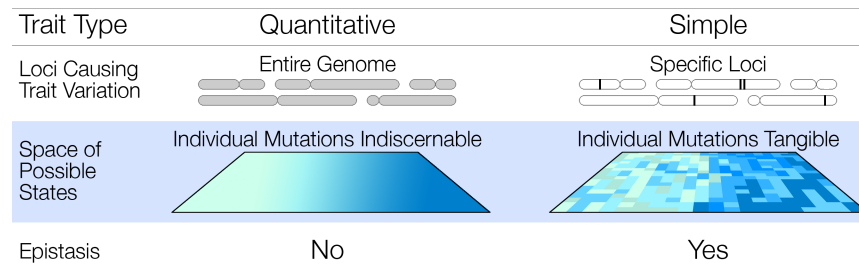 Trait Type Quantitative Simple
Loci Causing
Trait Variation
Entire Genome Specific Loci
Space of
Possible
States
Individual Mutations Indiscernable Individual Mutations Tangible
Epistasis No Yes